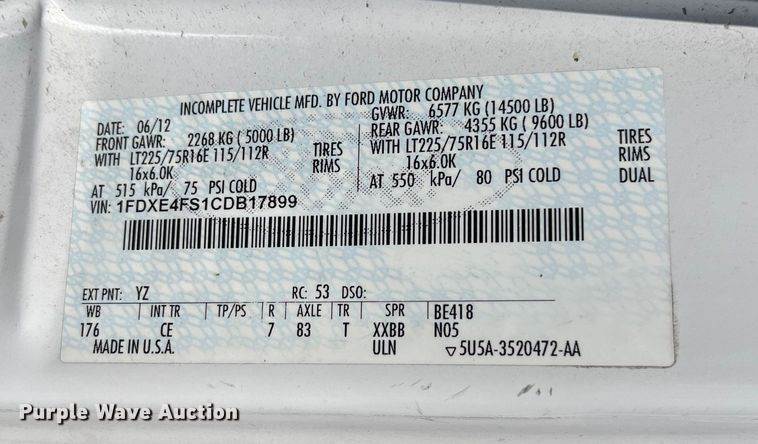 INCOMPLETE VEHICLE MFD. BY FORD MOTOR COMPANY
DATE: 06/12 GVWR: 6577 KG (14500 LB)
FRONT GAWR: 2268 KG ( 5000 LB) REAR GAWR: 4355 KG ( 9600 LB)
WITH LT225/75R16E 115/112R TIRES WITH LT225/75R16E 115/112R TIRES
16x6.0K RIMS 16x6.0K RIMS
AT 515 kPa/ 75 PSI COLD AT 550 kPa/ 80 PSI COLD DUAL
VIN: 1FDXE4FS1CDB17899
EXT PNT: YZ RC: 53 DSO:
WB INT TR TP/PS R AXLE TR SPR BE418
176 CE 7 83 T XXBB N05
MADE IN U.S.A. ULN ▽5U5A-3520472-AA
Purple Wave Auction